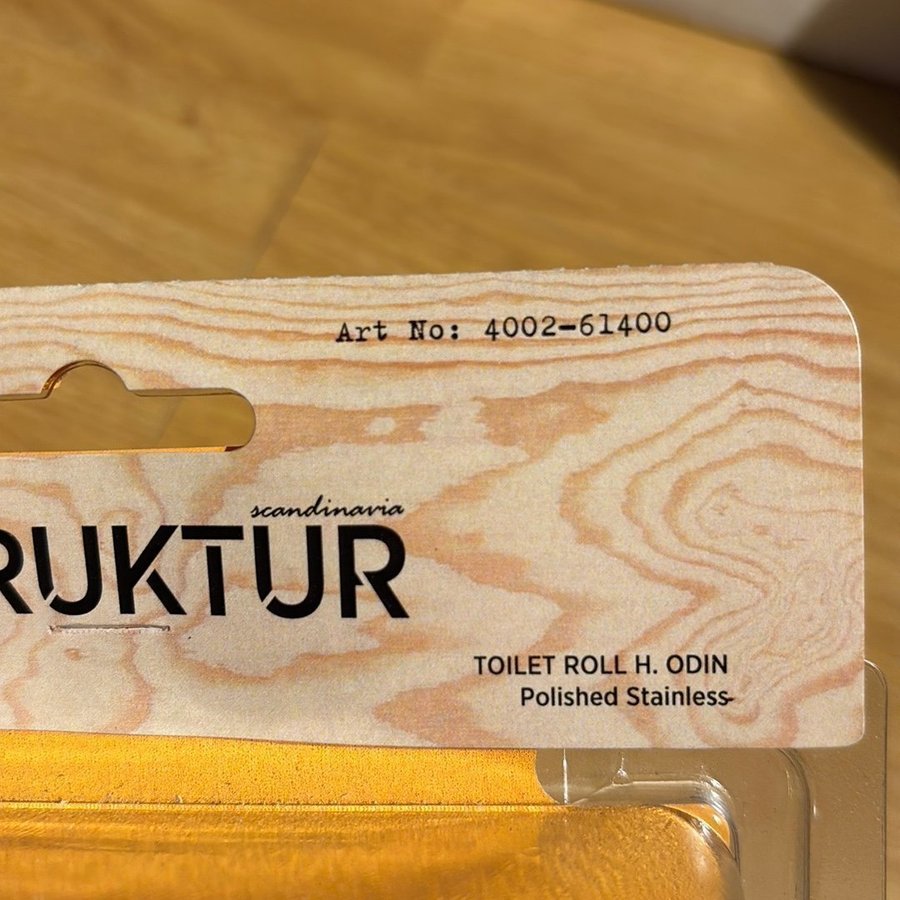 Art No: 4002-61400
scandinavia
RUKTUR
TOILET ROLL H. ODIN
Polished Stainless